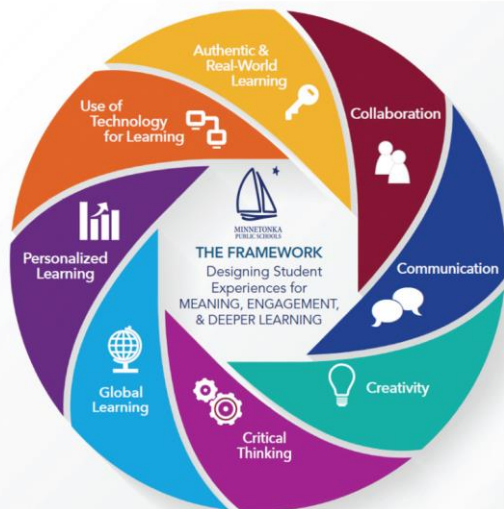 Authentic &
Real-World
Learning
Collaboration
Communication
Creativity
Critical
Thinking
Global
Learning
Personalized
Learning
Use of
Technology
for Learning
MINNETONKA
PUBLIC SCHOOLS
THE FRAMEWORK
Designing Student
Experiences for
MEANING, ENGAGEMENT,
& DEEPER LEARNING